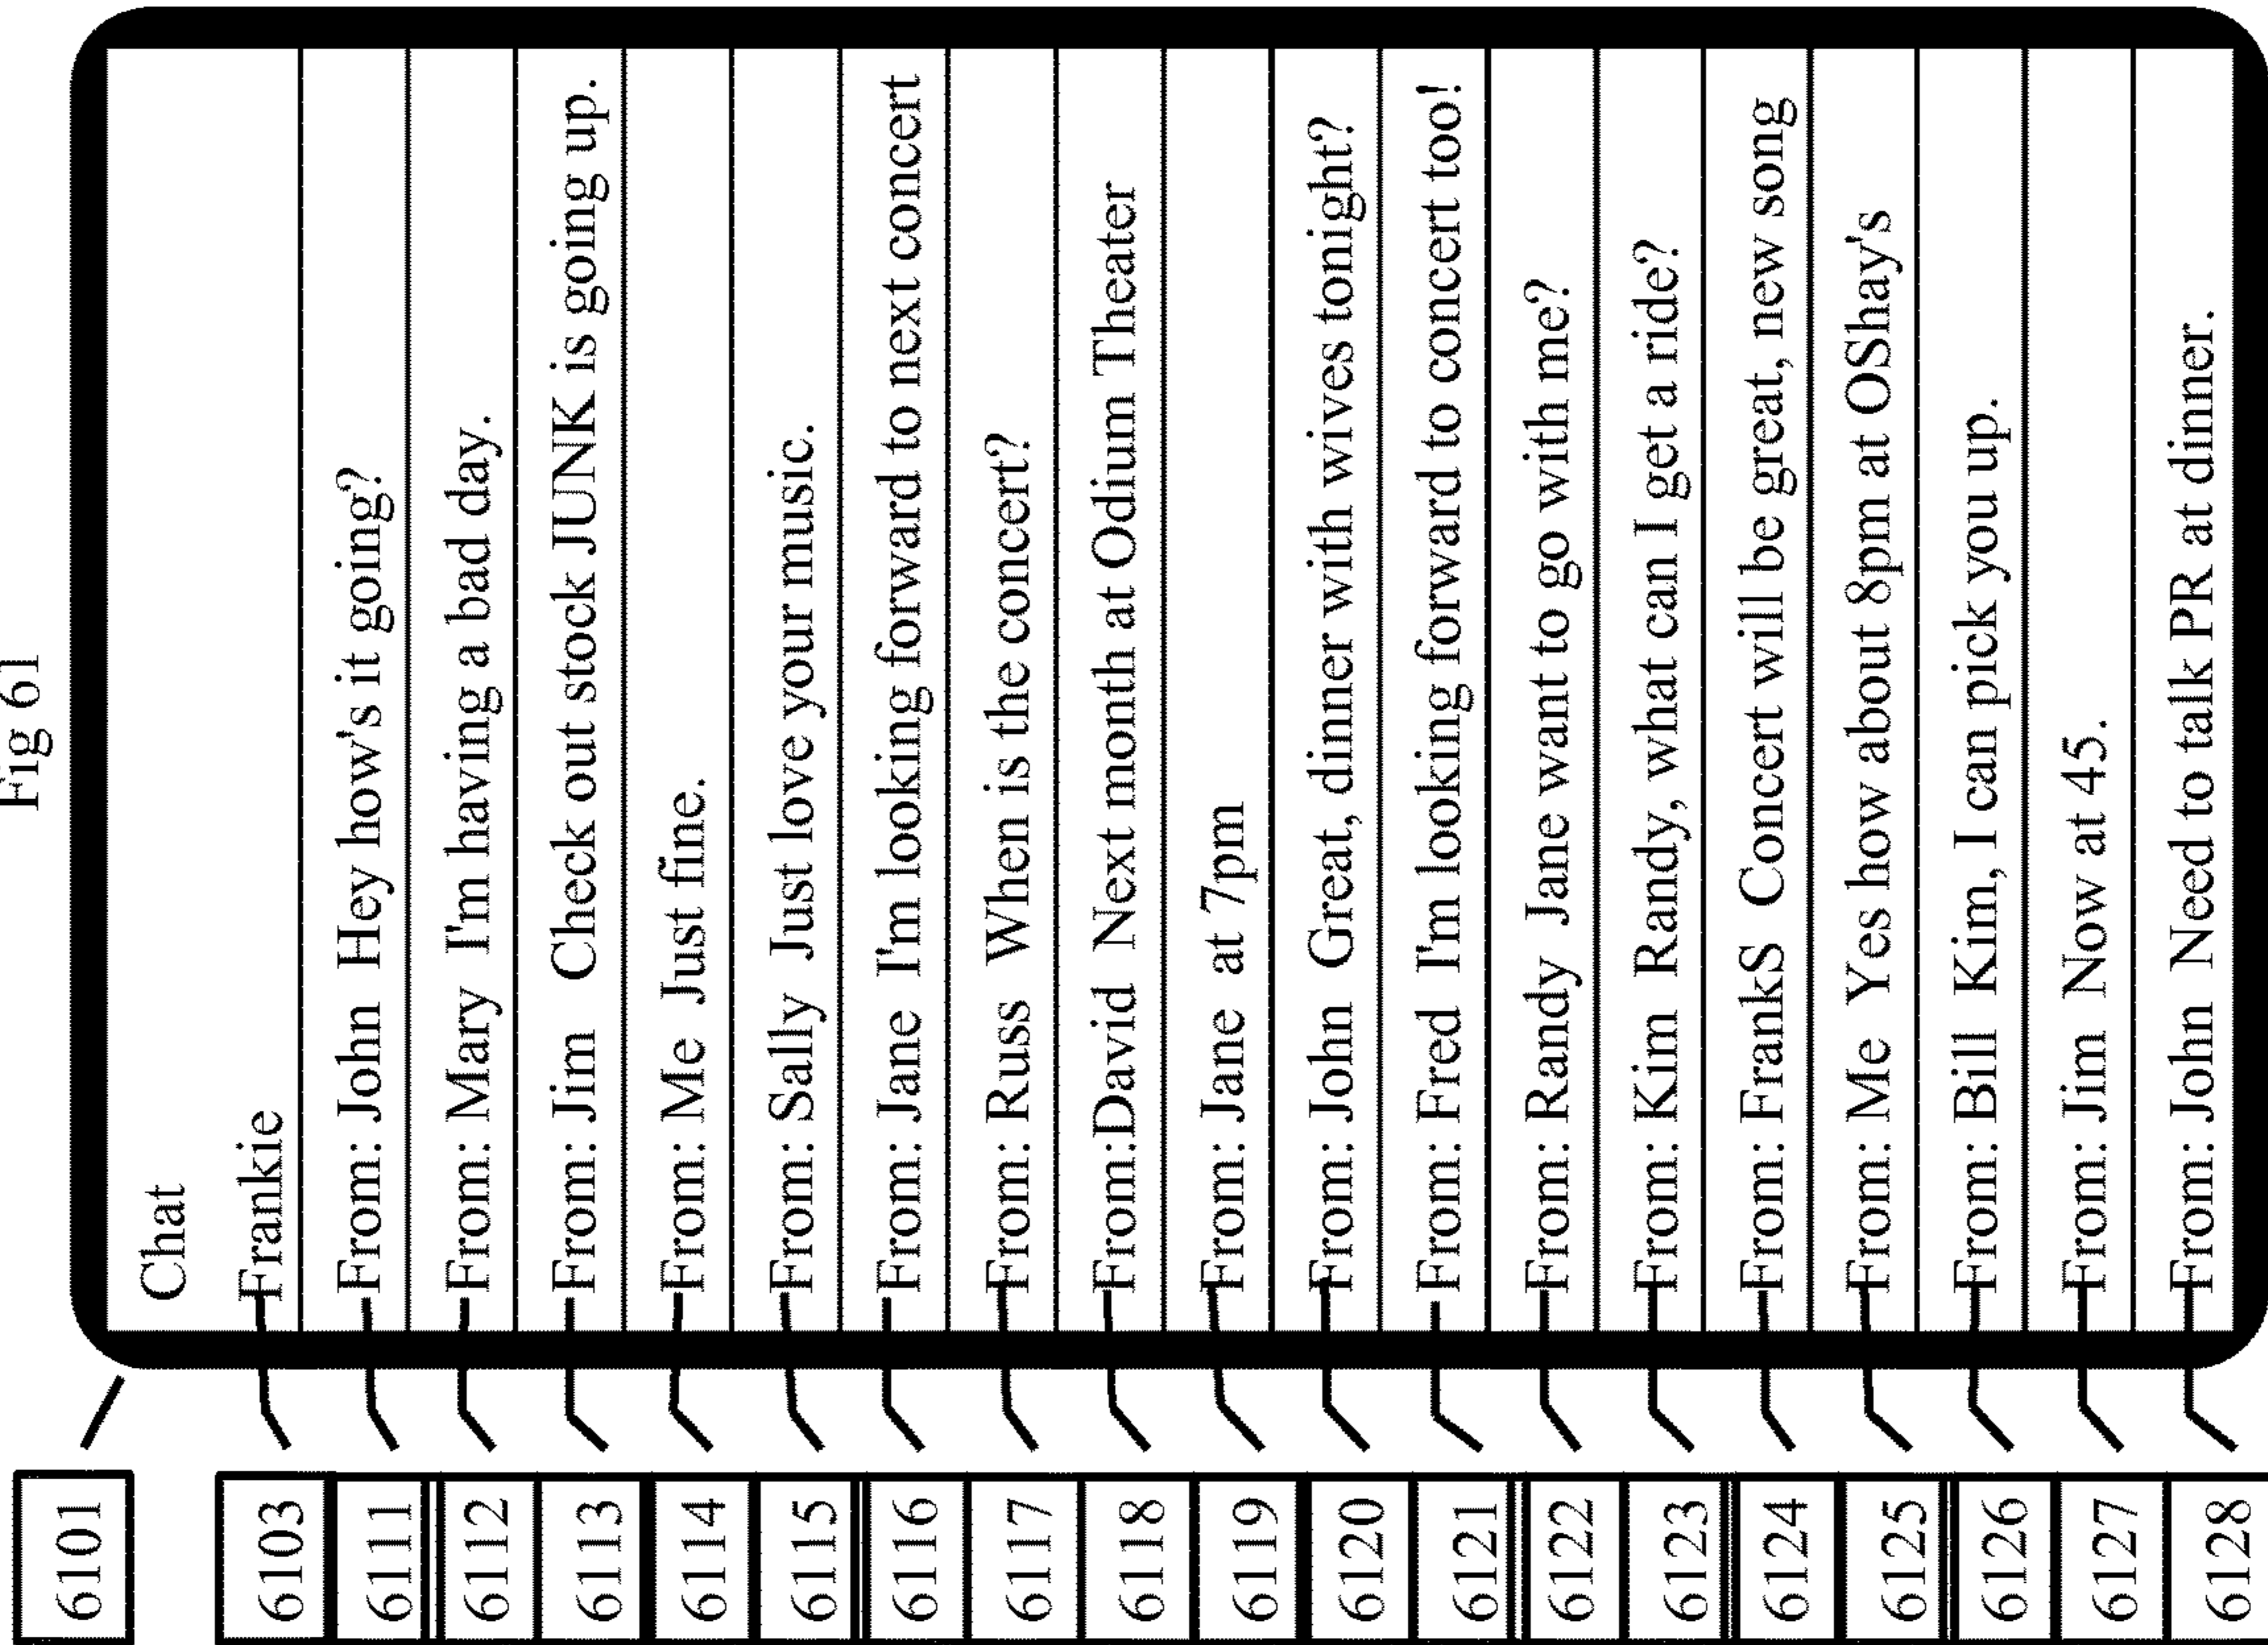 Fig 61
6101
Chat
6103 Frankie
6111 From: John Hey how's it going?
6112 From: Mary I'm having a bad day.
6113 From: Jim Check out stock JUNK is going up.
6114 From: Me Just fine.
6115 From: Sally Just love your music.
6116 From: Jane I'm looking forward to next concert
6117 From: Russ When is the concert?
6118 From:David Next month at Odium Theater
6119 From: Jane at 7pm
6120 From: John Great, dinner with wives tonight?
6121 From: Fred I'm looking forward to concert too!
6122 From: Randy Jane want to go with me?
6123 From: Kim Randy, what can I get a ride?
6124 From: FrankS Concert will be great, new song
6125 From: Me Yes how about 8pm at OShay's
6126 From: Bill Kim, I can pick you up.
6127 From: Jim Now at 45.
6128 From: John Need to talk PR at dinner.